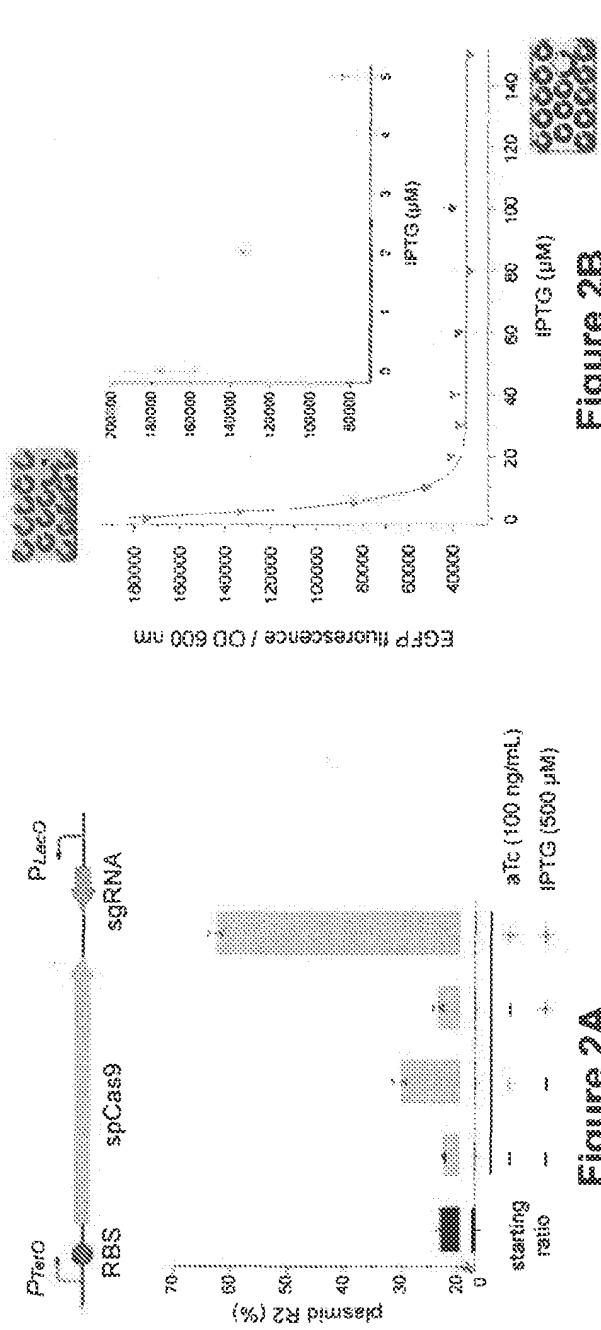 PTetO
PLacO
RBS
spCas9
sgRNA
plasmid R2 (%)
70
60
50
40
30
20
0
starting
ratio
− + − + aTc (100 ng/mL)
− − + + IPTG (500 µM)
Figure 2A
EGFP fluorescence / OD 600 nm
180000
160000
140000
120000
100000
80000
60000
40000
0 20 40 60 80 100 120 140
IPTG (µM)
200000
180000
160000
140000
120000
100000
80000
0 1 2 3 4 5
IPTG (µM)
Figure 2B